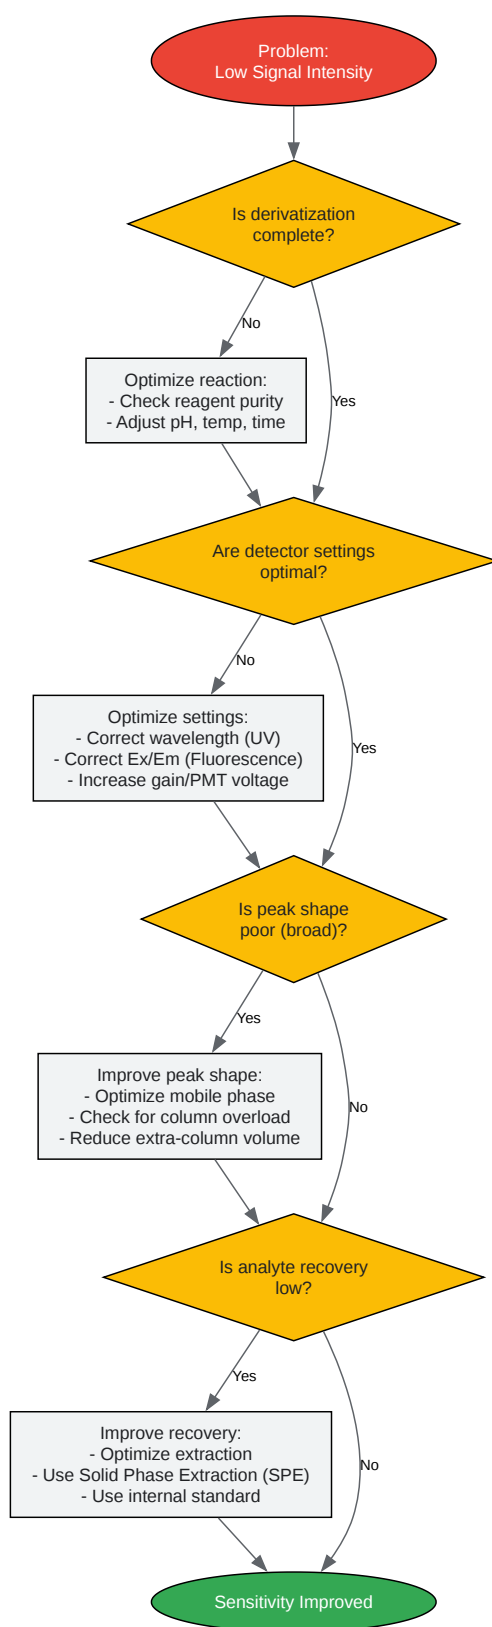 Problem:
Low Signal Intensity
Is derivatization
complete?
No
Yes
Optimize reaction:
- Check reagent purity
- Adjust pH, temp, time
Are detector settings
optimal?
No
Yes
Optimize settings:
- Correct wavelength (UV)
- Correct Ex/Em (Fluorescence)
- Increase gain/PMT voltage
Is peak shape
poor (broad)?
Yes
No
Improve peak shape:
- Optimize mobile phase
- Check for column overload
- Reduce extra-column volume
Is analyte recovery
low?
Yes
No
Improve recovery:
- Optimize extraction
- Use Solid Phase Extraction (SPE)
- Use internal standard
Sensitivity Improved